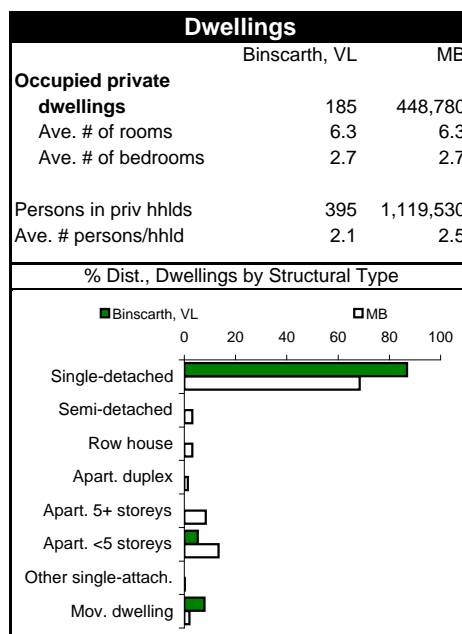 Dwellings
Binscarth, VL MB
Occupied private
dwellings 185 448,780
Ave. # of rooms 6.3 6.3
Ave. # of bedrooms 2.7 2.7
Persons in priv hhlds 395 1,119,530
Ave. # persons/hhld 2.1 2.5
% Dist., Dwellings by Structural Type
Binscarth, VL MB
0 20 40 60 80 100
Single-detached
Semi-detached
Row house
Apart. duplex
Apart. 5+ storeys
Apart. <5 storeys
Other single-attach.
Mov. dwelling